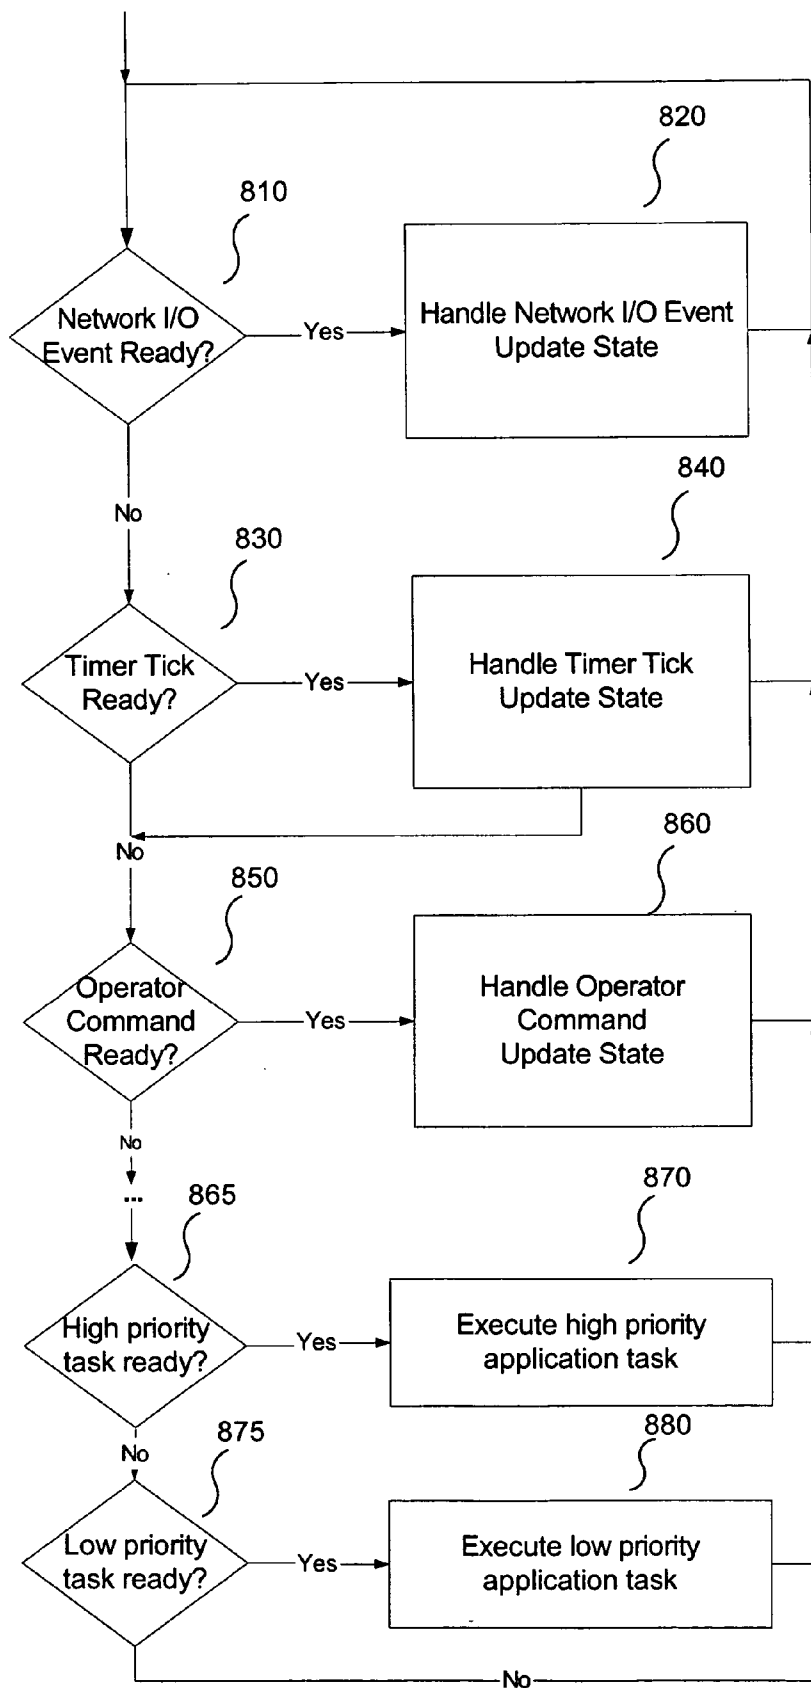 820
810
Network I/O
Event Ready?
Yes
Handle Network I/O Event
Update State
No
840
830
Timer Tick
Ready?
Yes
Handle Timer Tick
Update State
No
860
850
Operator
Command
Ready?
Yes
Handle Operator
Command
Update State
No
...
865
870
High priority
task ready?
Yes
Execute high priority
application task
No
875
880
Low priority
task ready?
Yes
Execute low priority
application task
No